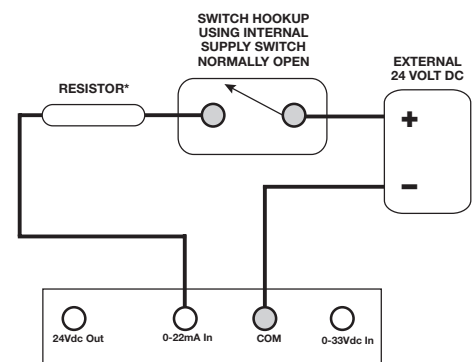 SWITCH HOOKUP
USING INTERNAL
SUPPLY SWITCH
NORMALLY OPEN
EXTERNAL
24 VOLT DC
RESISTOR*
+
–
24Vdc Out
0-22mA In
COM
0-33Vdc In